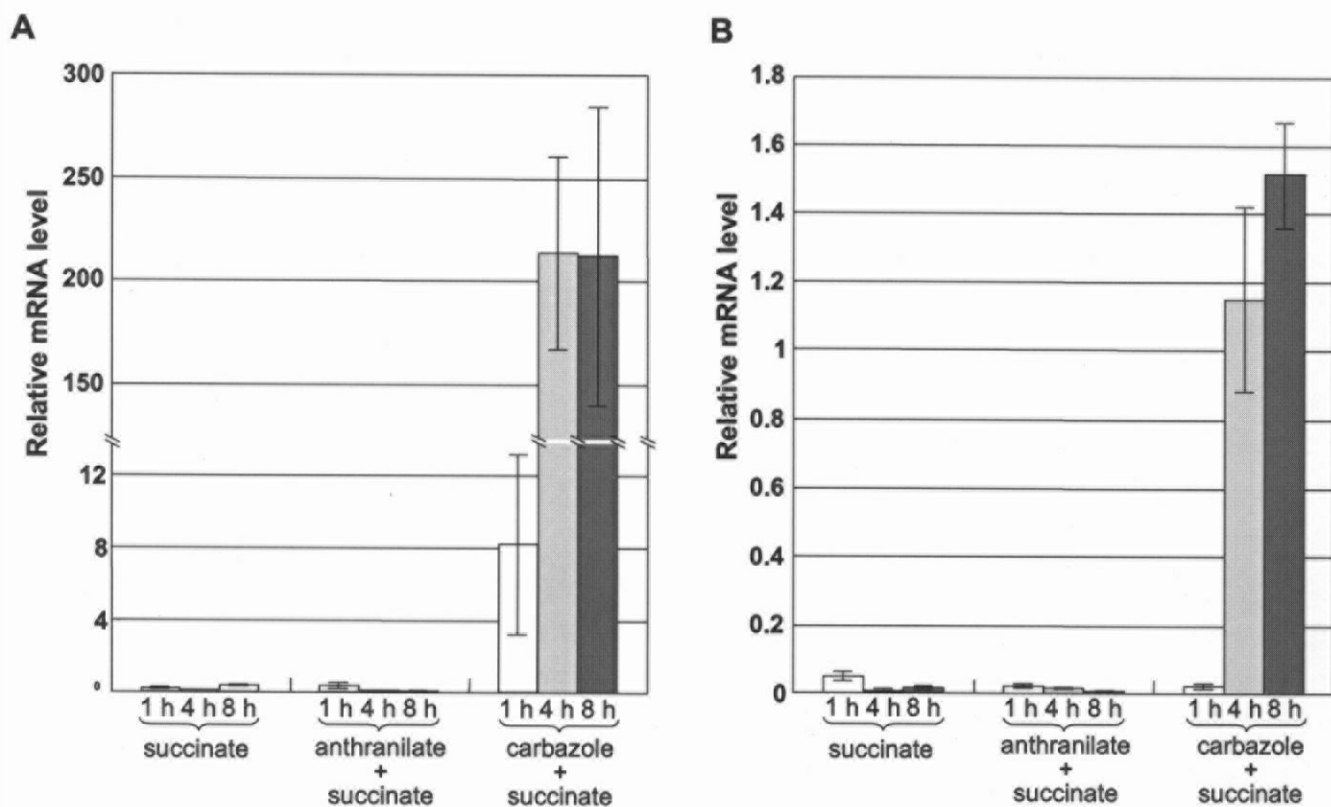 A
Relative mRNA level
300
250
200
150
12
8
4
0
1 h 4 h 8 h
succinate
1 h 4 h 8 h
anthranilate
+
succinate
1 h 4 h 8 h
carbazole
+
succinate
B
Relative mRNA level
1.8
1.6
1.4
1.2
1
0.8
0.6
0.4
0.2
0
1 h 4 h 8 h
succinate
1 h 4 h 8 h
anthranilate
+
succinate
1 h 4 h 8 h
carbazole
+
succinate